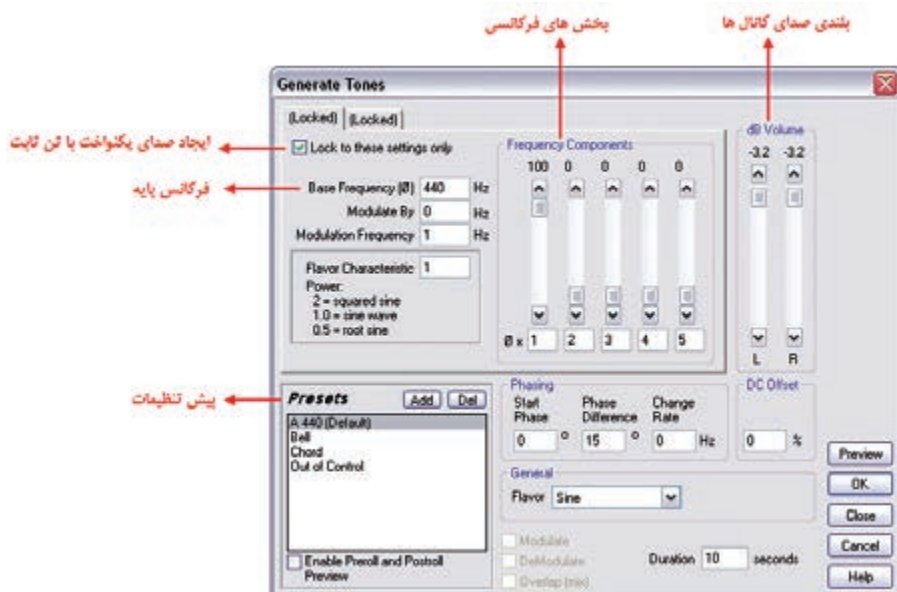 بلندی صدای کانال ها
بخش های فرکانسی
Generate Tones
(Locked) (Locked)
ایجاد صدای یکنواخت با تن ثابت
Lock to these settings only
فرکانس پایه
Base Frequency (Ø) 440 Hz
Modulate By 0 Hz
Modulation Frequency 1 Hz
Flavor Characteristic 1
Power:
2 = squared sine
1.0 = sine wave
0.5 = root sine
Frequency Components
100 0 0 0 0
Ø x 1 2 3 4 5
dB Volume
-3.2 -3.2
L R
پیش تنظیمات
Presets Add Del
A 440 (Default)
Bell
Chord
Out of Control
Enable Preroll and Postroll
Preview
Phasing
Start Phase
Phase Difference
Change Rate
0 ° 15 ° 0 Hz
DC Offset
0 %
General
Flavor Sine
Modulate
DeModulate
Overlap (mix)
Duration 10 seconds
Preview
OK
Close
Cancel
Help